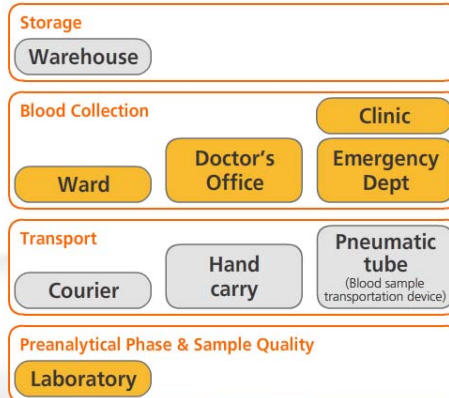 Storage
Warehouse
Blood Collection
Clinic
Ward
Doctor's
Office
Emergency
Dept
Transport
Courier
Hand
carry
Pneumatic
tube
(Blood sample
transportation device)
Preanalytical Phase & Sample Quality
Laboratory